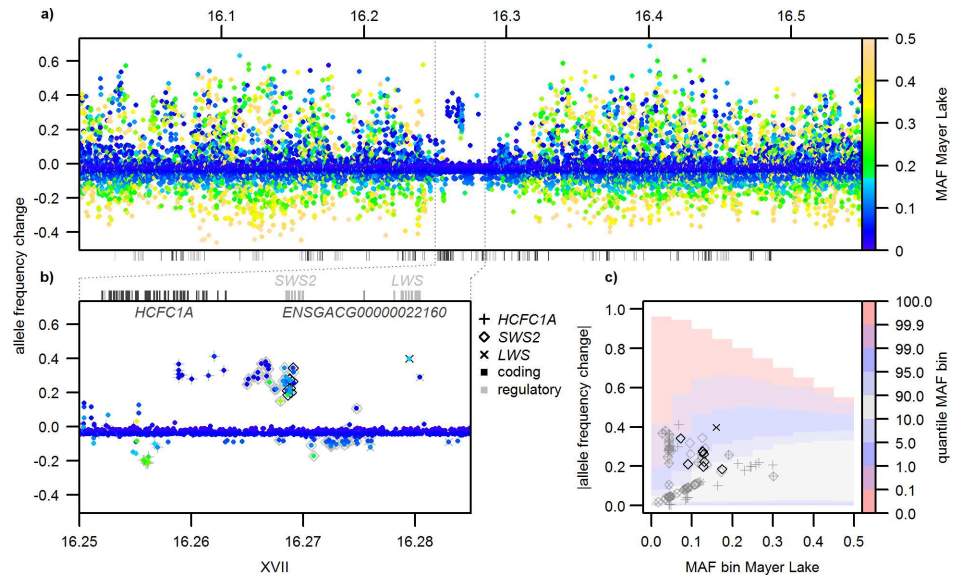 a)
16.1 16.2 16.3 16.4 16.5
0.6
0.4
0.2
0.0
-0.2
-0.4
0.5
0.4
0.3
0.2
0.1
0
MAF Mayer Lake
allele frequency change
b)
SWS2 LWS
HCFC1A ENSGACG00000022160
0.6
0.4
0.2
0.0
-0.2
-0.4
16.25 16.26 16.27 16.28
XVII
HCFC1A
SWS2
LWS
coding
regulatory
c)
1.0
0.8
0.6
0.4
0.2
0.0
|allele frequency change|
0.0 0.1 0.2 0.3 0.4 0.5
MAF bin Mayer Lake
100.0
99.9
99.0
95.0
90.0
10.0
5.0
1.0
0.1
0.0
quantile MAF bin